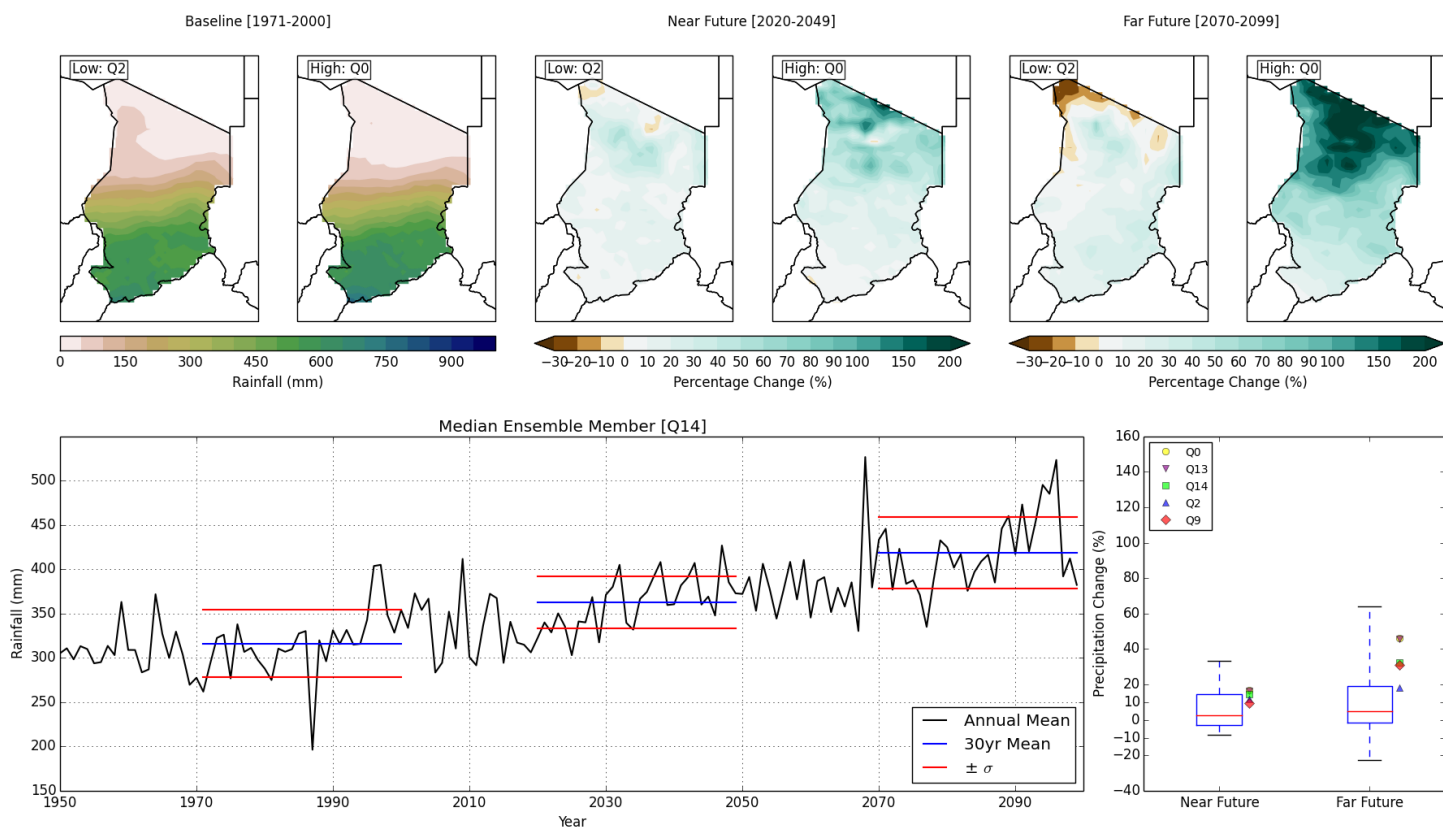 Baseline [1971-2000]
Near Future [2020-2049]
Far Future [2070-2099]
Low: Q2
High: Q0
Low: Q2
High: Q0
Low: Q2
High: Q0
0 150 300 450 600 750 900
Rainfall (mm)
−30 −20 −10 0 10 20 30 40 50 60 70 80 90 100 150 200
Percentage Change (%)
−30 −20 −10 0 10 20 30 40 50 60 70 80 90 100 150 200
Percentage Change (%)
Median Ensemble Member [Q14]
500
450
400
350
300
250
200
150
Rainfall (mm)
1950 1970 1990 2010 2030 2050 2070 2090
Year
Annual Mean
30yr Mean
± σ
160
140
120
100
80
60
40
20
10
0
−10
−20
−40
Precipitation Change (%)
Q0
Q13
Q14
Q2
Q9
Near Future
Far Future